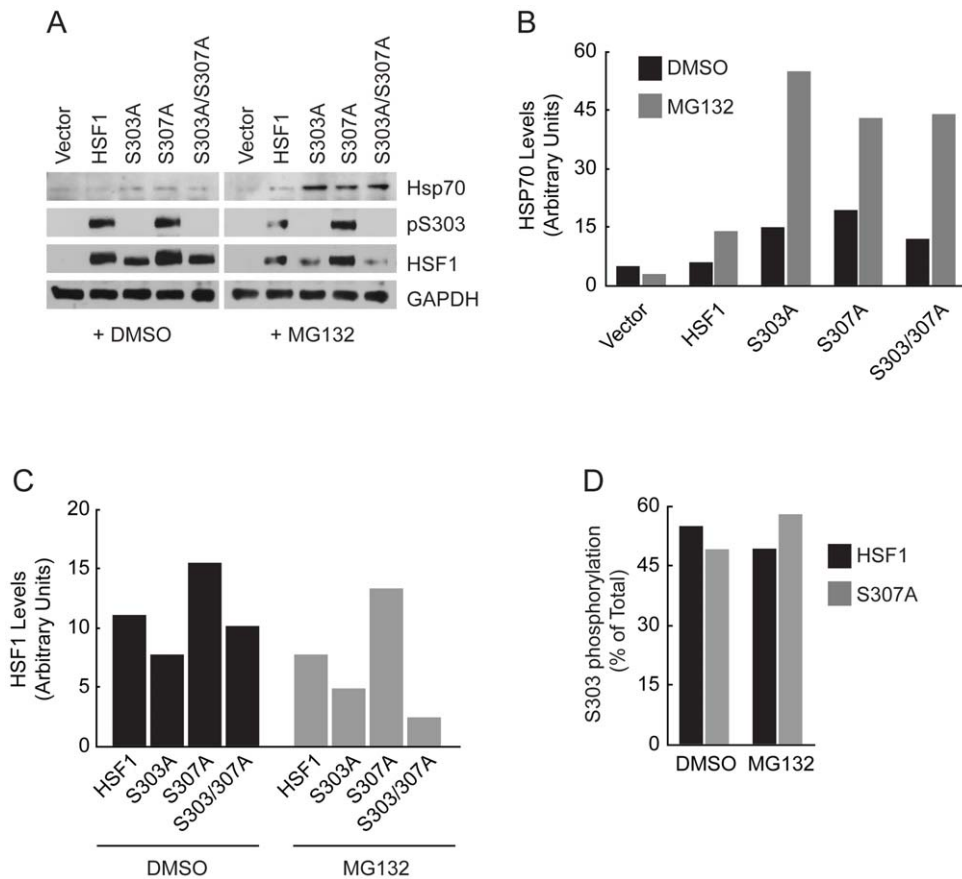 A
Vector
HSF1
S303A
S307A
S303A/S307A
Vector
HSF1
S303A
S307A
S303A/S307A
Hsp70
pS303
HSF1
GAPDH
+ DMSO
+ MG132
B
HSP70 Levels
(Arbitrary Units)
60
45
30
15
0
DMSO
MG132
Vector
HSF1
S303A
S307A
S303/307A
C
HSF1 Levels
(Arbitrary Units)
20
15
10
5
0
HSF1
S303A
S307A
S303/307A
HSF1
S303A
S307A
S303/307A
DMSO
MG132
D
S303 phosphorylation
(% of Total)
60
45
30
15
0
DMSO
MG132
HSF1
S307A